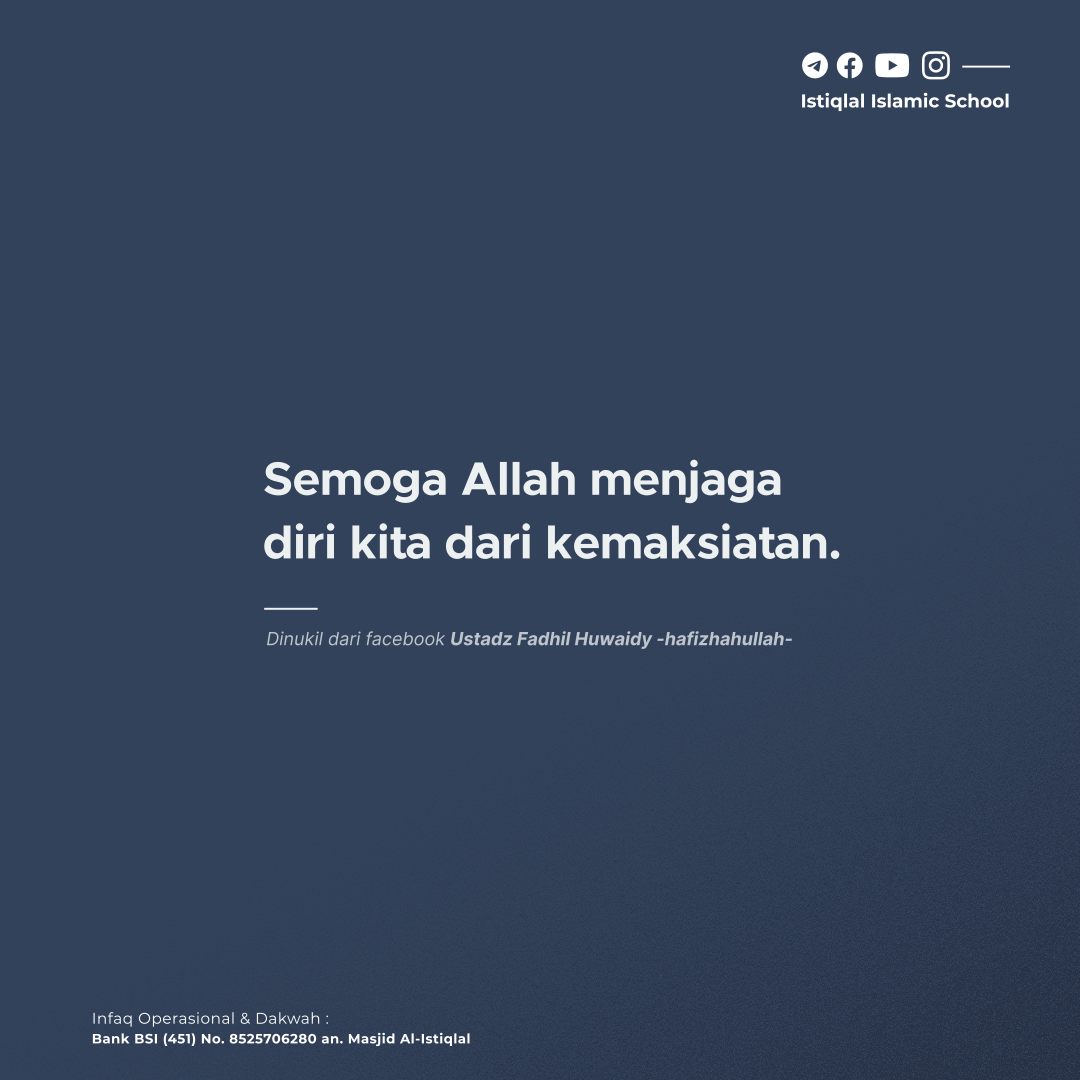 Istiqlal Islamic School
Semoga Allah menjaga
diri kita dari kemaksiatan.
Dinukil dari facebook Ustadz Fadhil Huwaidy -hafizhahullah-
Infaq Operasional & Dakwah :
Bank BSI (451) No. 8525706280 an. Masjid Al-Istiqlal